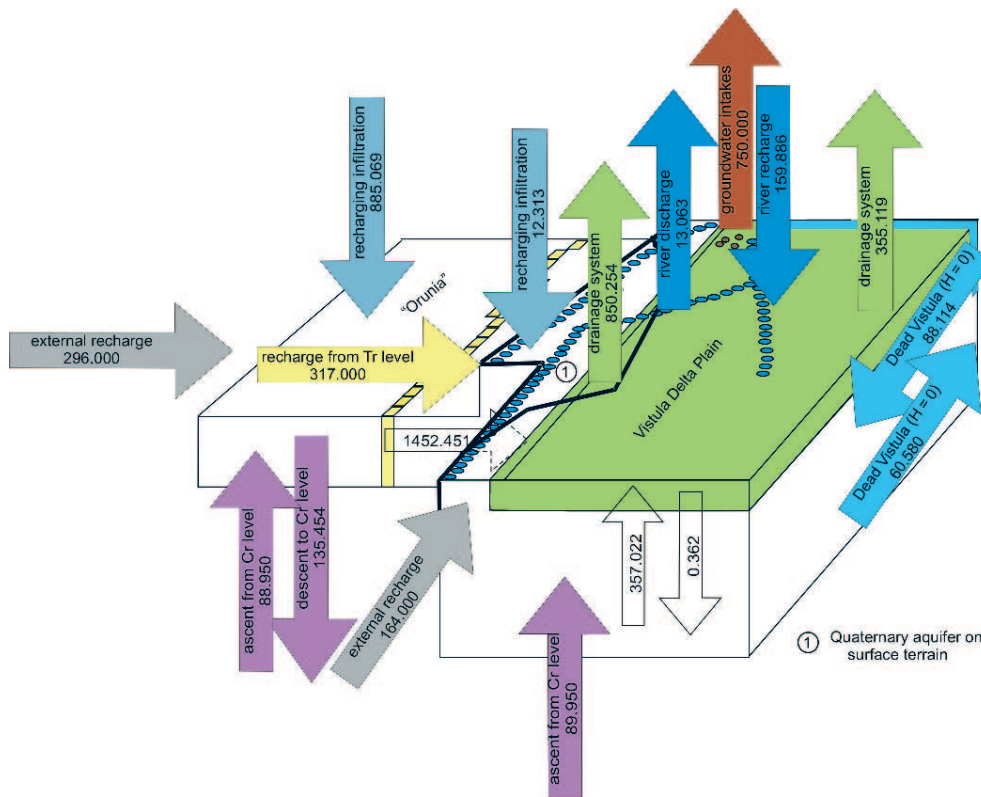 groundwater intakes
750.000
river recharge
159.886
recharging infiltration
885.069
recharging infiltration
12.313
river discharge
13.063
drainage system
355.119
drainage system
850.254
"Orunia"
external recharge
296.000
recharge from Tr level
317.000
1
Vistula Delta Plain
Dead Vistula (H = 0)
88.114
Dead Vistula (H = 0)
60.580
1452.451
ascent from Cr level
88.950
descent to Cr level
135.454
external recharge
164.000
357.022
0.362
ascent from Cr level
89.950
1 Quaternary aquifer on
surface terrain